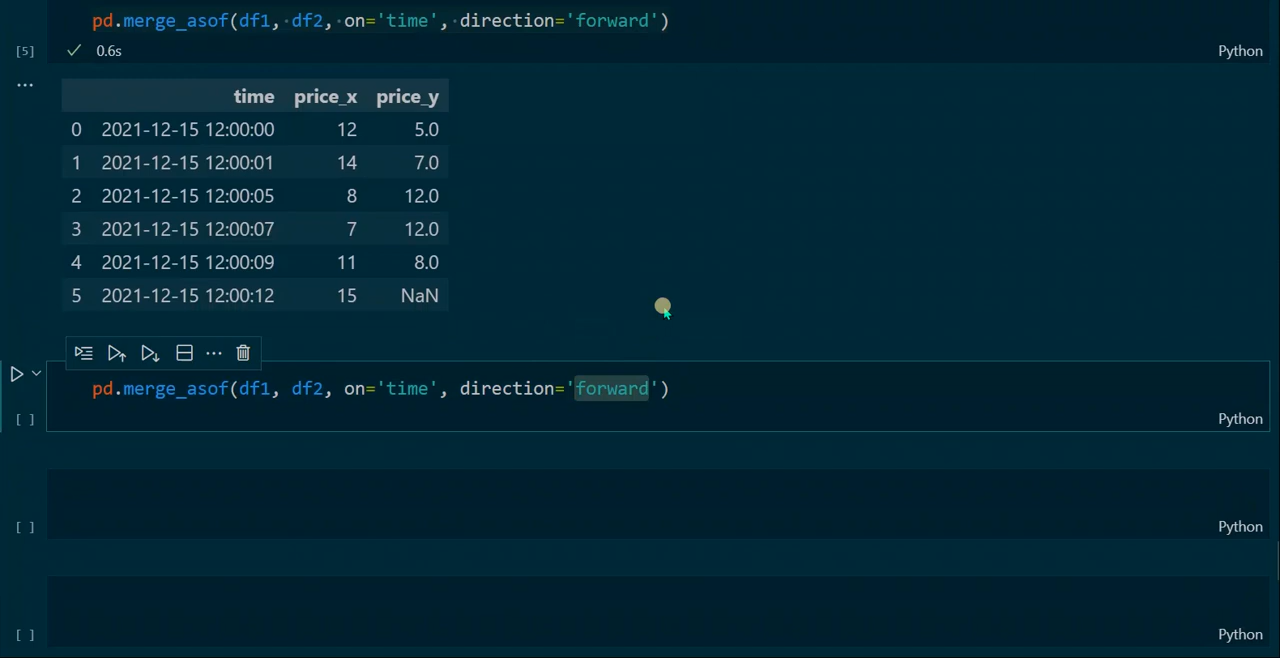 pd.merge_asof(df1, df2, on='time', direction='forward')
[5] 0.6s Python
...
time price_x price_y
0 2021-12-15 12:00:00 12 5.0
1 2021-12-15 12:00:01 14 7.0
2 2021-12-15 12:00:05 8 12.0
3 2021-12-15 12:00:07 7 12.0
4 2021-12-15 12:00:09 11 8.0
5 2021-12-15 12:00:12 15 NaN
pd.merge_asof(df1, df2, on='time', direction='forward')
[ ] Python
[ ] Python
[ ] Python